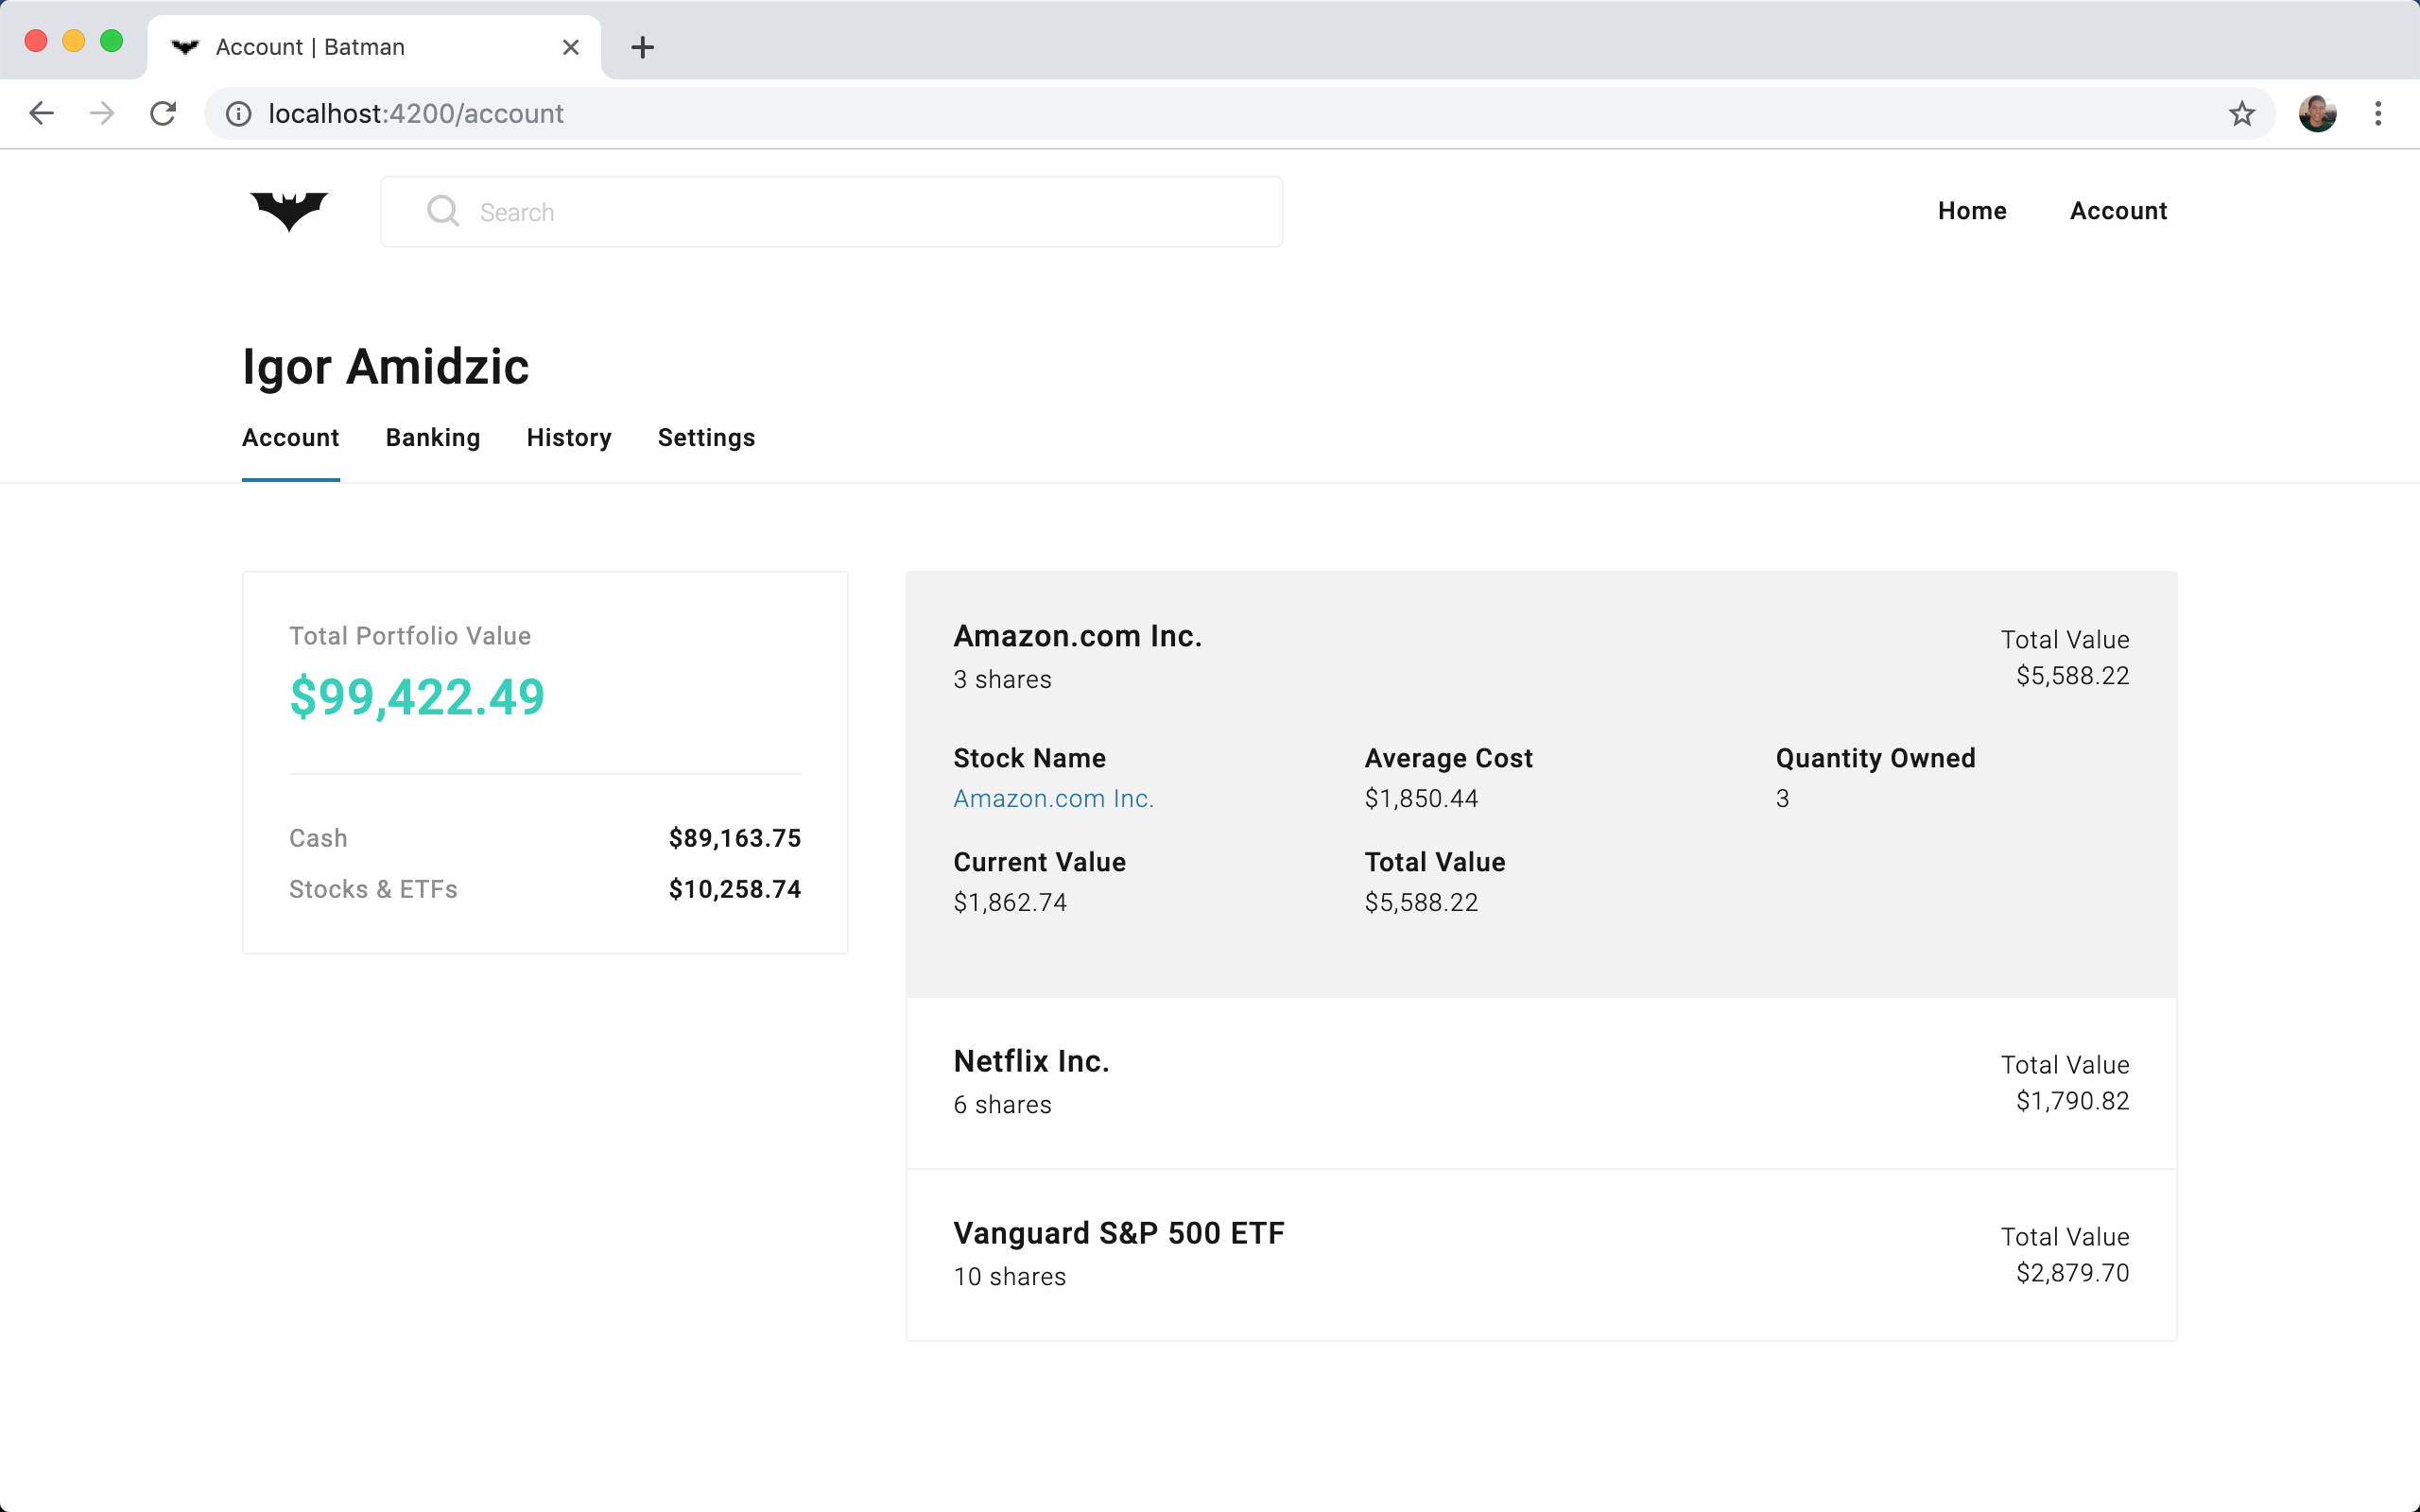 Account | Batman
localhost:4200/account
Search
Home Account
Igor Amidzic
Account Banking History Settings
Total Portfolio Value
$99,422.49
Cash $89,163.75
Stocks & ETFs $10,258.74
Amazon.com Inc.
3 shares
Total Value
$5,588.22
Stock Name Average Cost Quantity Owned
Amazon.com Inc. $1,850.44 3
Current Value Total Value
$1,862.74 $5,588.22
Netflix Inc.
6 shares
Total Value
$1,790.82
Vanguard S&P 500 ETF
10 shares
Total Value
$2,879.70